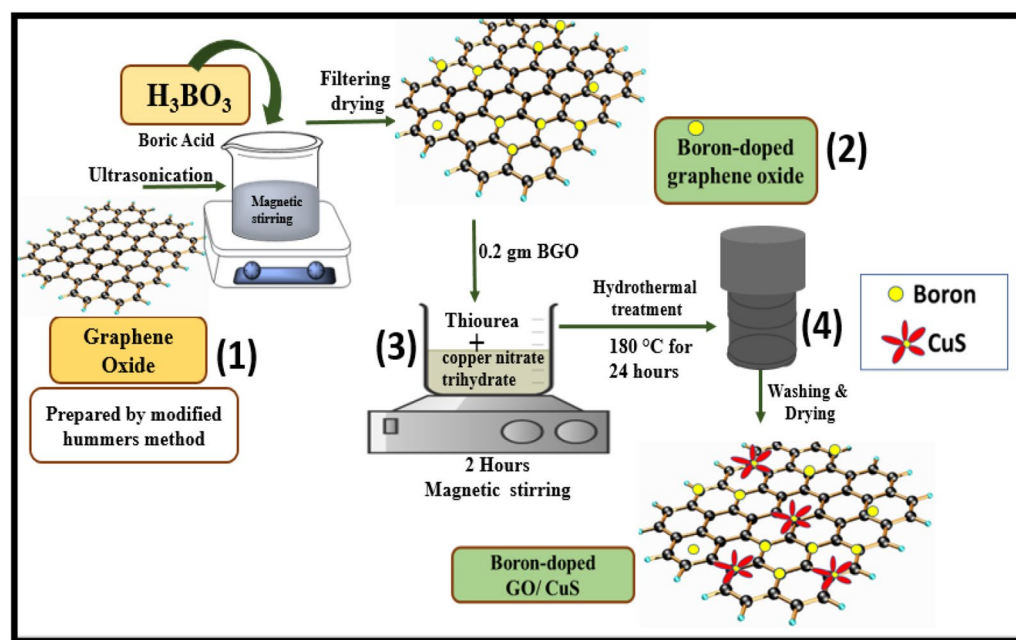 H₃BO₃
Boric Acid
Ultrasonication
Magnetic
stirring
Graphene
Oxide
(1)
Prepared by modified
hummers method
Filtering
drying
Boron-doped
graphene oxide
(2)
0.2 gm BGO
(3)
Thiourea
+
copper nitrate
trihydrate
2 Hours
Magnetic stirring
Hydrothermal
treatment
180 °C for
24 hours
(4)
Boron
CuS
Washing &
Drying
Boron-doped
GO/ CuS